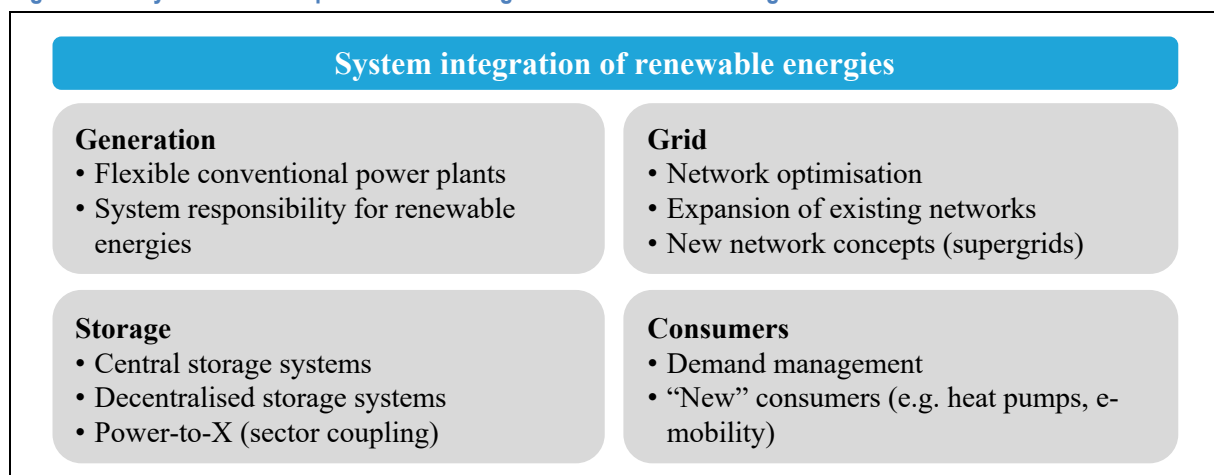 System integration of renewable energies
Generation
• Flexible conventional power plants
• System responsibility for renewable
energies
Grid
• Network optimisation
• Expansion of existing networks
• New network concepts (supergrids)
Storage
• Central storage systems
• Decentralised storage systems
• Power-to-X (sector coupling)
Consumers
• Demand management
• “New” consumers (e.g. heat pumps, e-
mobility)